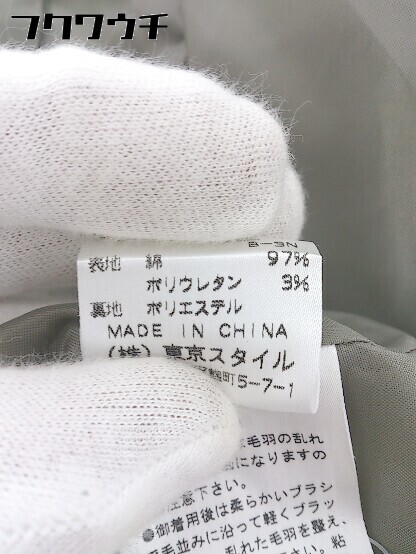 フクワウチ
B-3N
表地 綿 97%
ポリウレタン 3%
裏地 ポリエステル
MADE IN CHINA
(株)東京スタイル
町5-7-1
毛羽の乱れ
になりますの
注意下さい。
●御着用後は柔らかいブラシ
毛並みに沿って軽くブラッ
乱れた毛羽を整え、